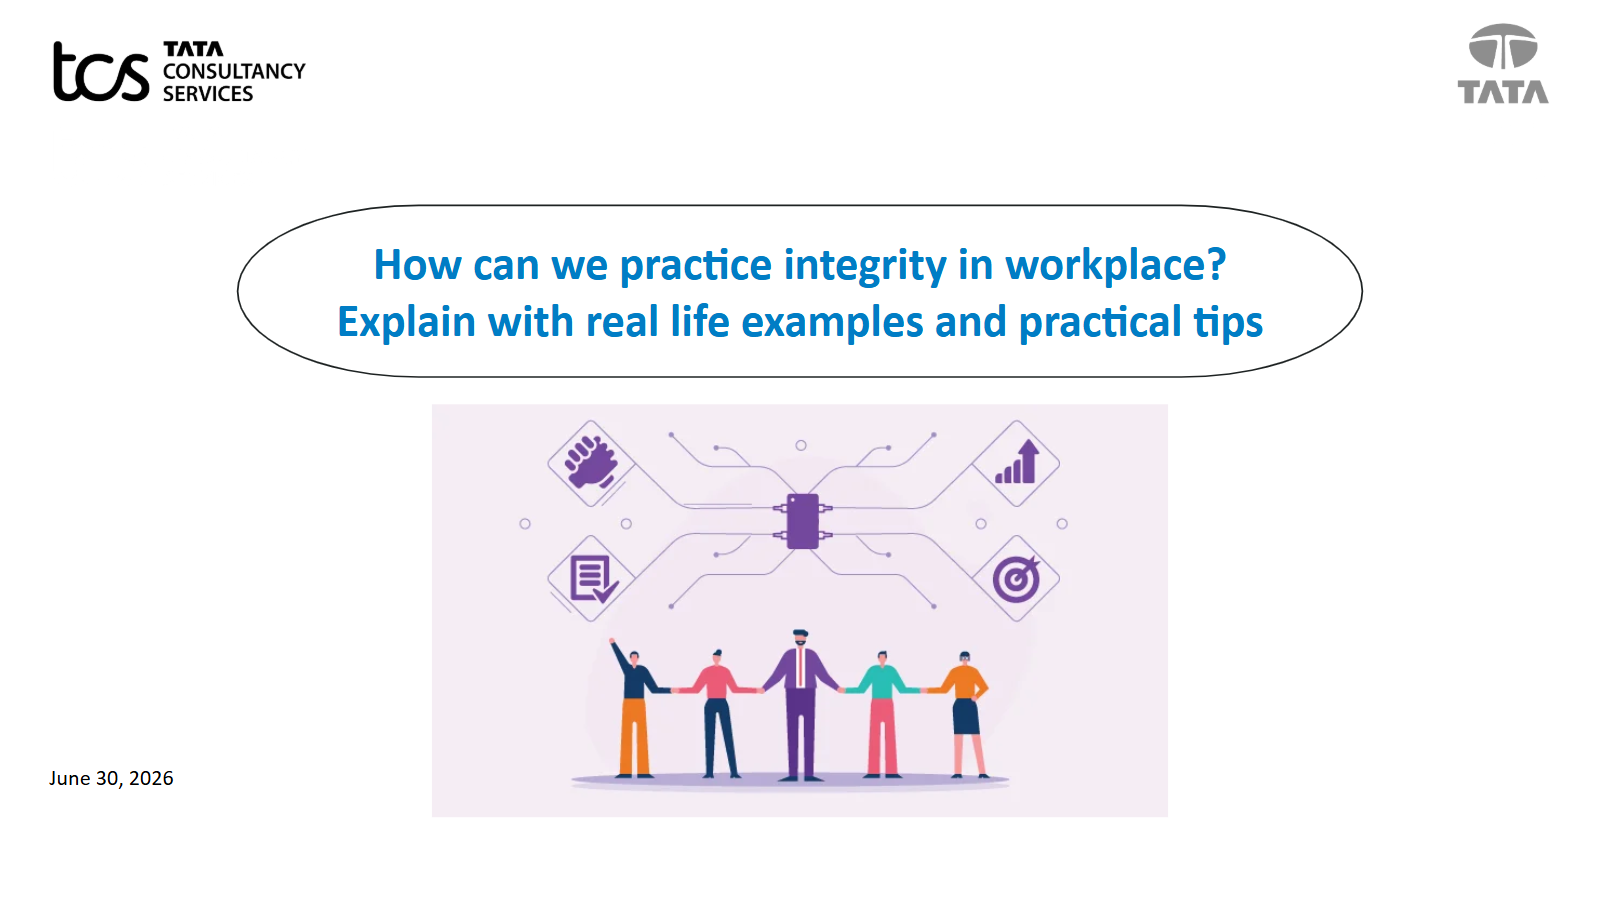 tcs
TATA
CONSULTANCY
SERVICES
TATA
How can we practice integrity in workplace?
Explain with real life examples and practical tips
June 30, 2026